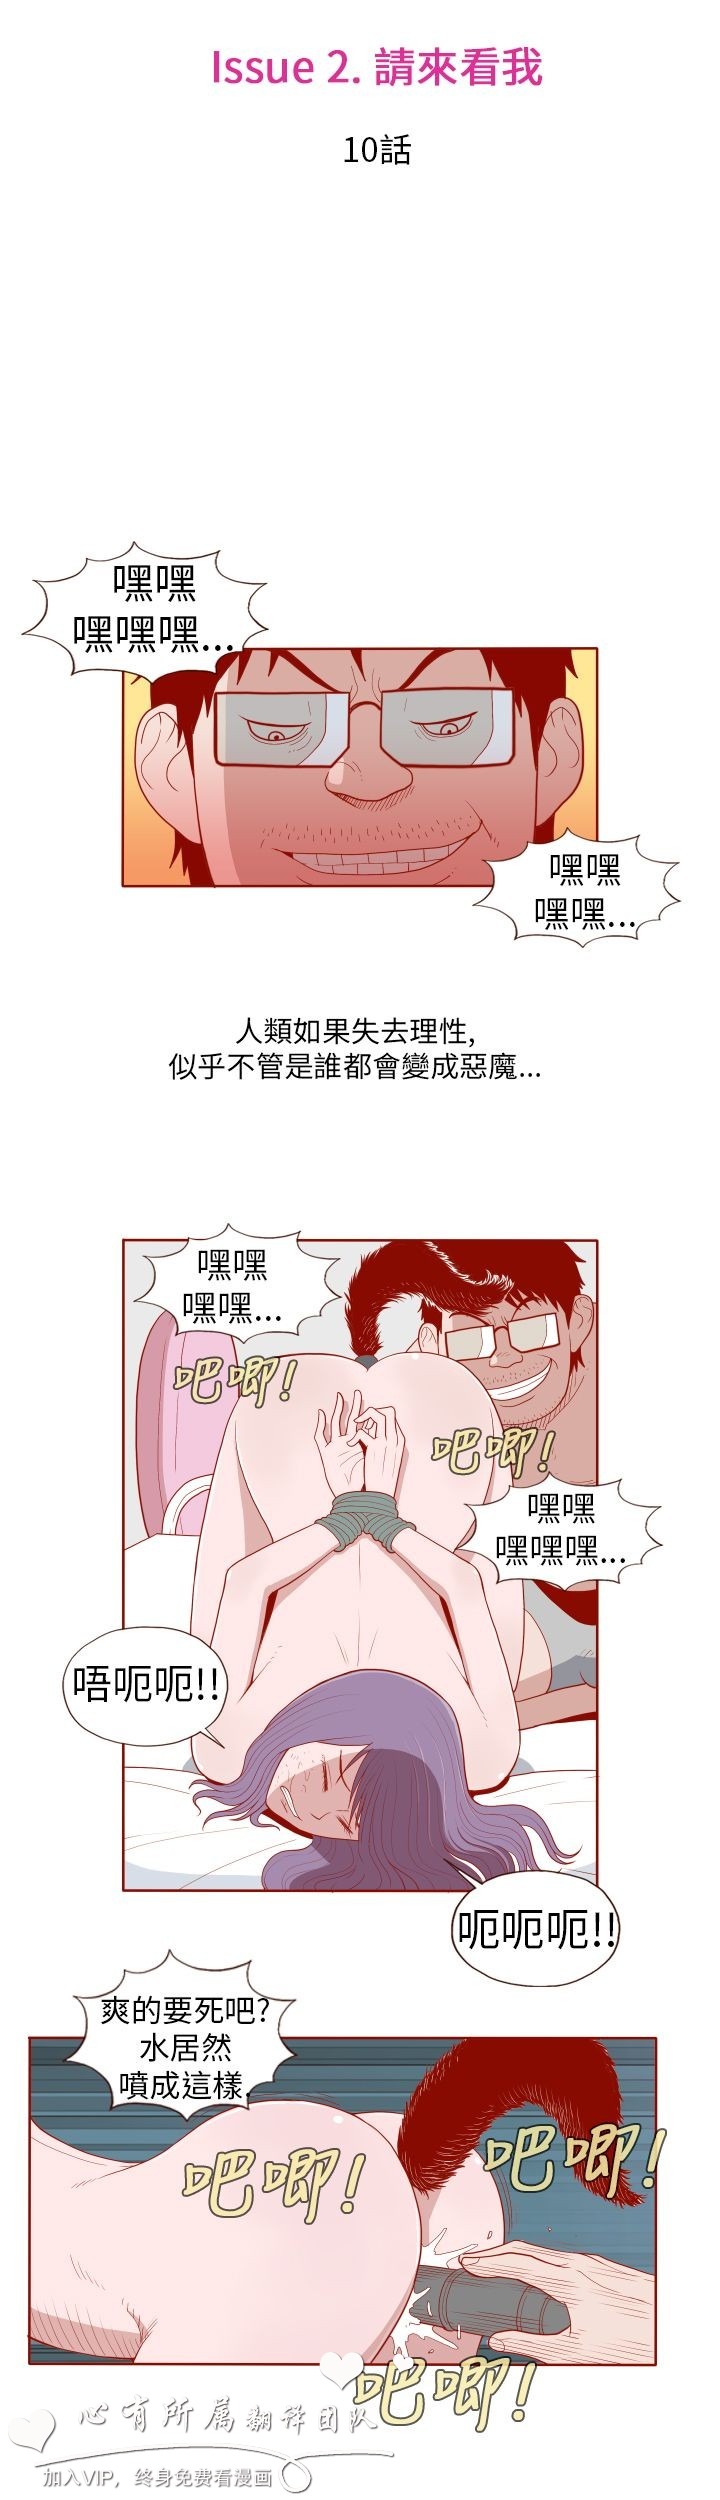 Issue 2. 請來看我
10話
嘿嘿
嘿嘿嘿...
嘿嘿
嘿嘿...
人類如果失去理性,
似乎不管是誰都會變成惡魔...
嘿嘿
嘿嘿...
吧唧!
吧唧!
嘿嘿
嘿嘿嘿...
唔呃呃!!
呃呃呃!!
爽的要死吧?
水居然
噴成這樣.
吧唧!
吧唧!
吧唧!
心有所属翻译团队
加入VIP，终身免费看漫画